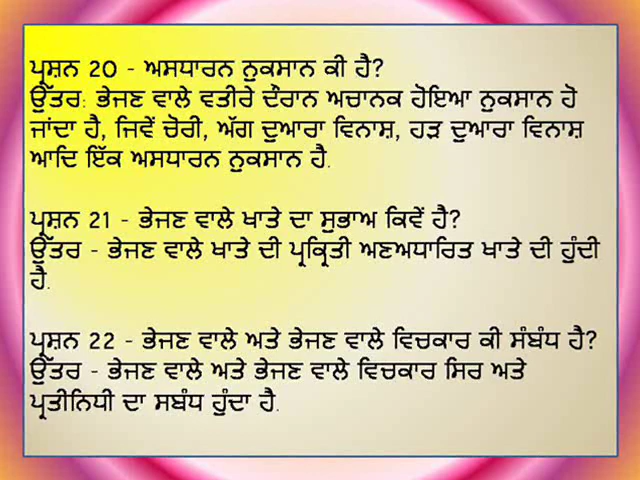 ਪ੍ਰਸ਼ਨ 20 - ਅਸਧਾਰਨ ਨੁਕਸਾਨ ਕੀ ਹੈ?
ਉੱਤਰ: ਭੇਜਣ ਵਾਲੇ ਵਤੀਰੇ ਦੌਰਾਨ ਅਚਾਨਕ ਹੋਇਆ ਨੁਕਸਾਨ ਹੋ
ਜਾਂਦਾ ਹੈ, ਜਿਵੇਂ ਚੋਰੀ, ਅੱਗ ਦੁਆਰਾ ਵਿਨਾਸ਼, ਹੜ ਦੁਆਰਾ ਵਿਨਾਸ਼
ਆਦਿ ਇੱਕ ਅਸਧਾਰਨ ਨੁਕਸਾਨ ਹੈ.
ਪ੍ਰਸ਼ਨ 21 - ਭੇਜਣ ਵਾਲੇ ਖਾਤੇ ਦਾ ਸੁਭਾਅ ਕਿਵੇਂ ਹੈ?
ਉੱਤਰ - ਭੇਜਣ ਵਾਲੇ ਖਾਤੇ ਦੀ ਪ੍ਰਕ੍ਰਿਤੀ ਅਣਅਧਾਰਿਤ ਖਾਤੇ ਦੀ ਹੁੰਦੀ
ਹੈ.
ਪ੍ਰਸ਼ਨ 22 - ਭੇਜਣ ਵਾਲੇ ਅਤੇ ਭੇਜਣ ਵਾਲੇ ਵਿਚਕਾਰ ਕੀ ਸੰਬੰਧ ਹੈ?
ਉੱਤਰ - ਭੇਜਣ ਵਾਲੇ ਅਤੇ ਭੇਜਣ ਵਾਲੇ ਵਿਚਕਾਰ ਸਿਰ ਅਤੇ
ਪ੍ਰਤੀਨਿਧੀ ਦਾ ਸਬੰਧ ਹੁੰਦਾ ਹੈ.